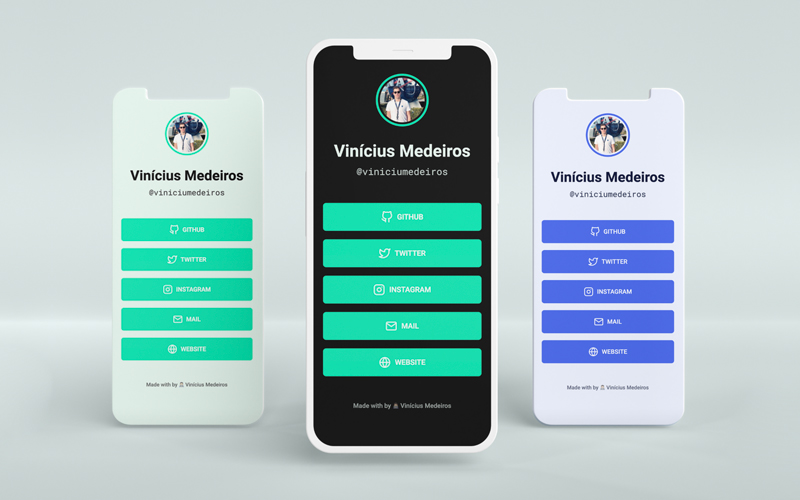 Vinícius Medeiros
@viniciumedeiros
GITHUB
TWITTER
INSTAGRAM
MAIL
WEBSITE
Made with by Vinícius Medeiros
Vinícius Medeiros
@viniciumedeiros
GITHUB
TWITTER
INSTAGRAM
MAIL
WEBSITE
Made with by Vinícius Medeiros
Vinícius Medeiros
@viniciumedeiros
GITHUB
TWITTER
INSTAGRAM
MAIL
WEBSITE
Made with by Vinícius Medeiros